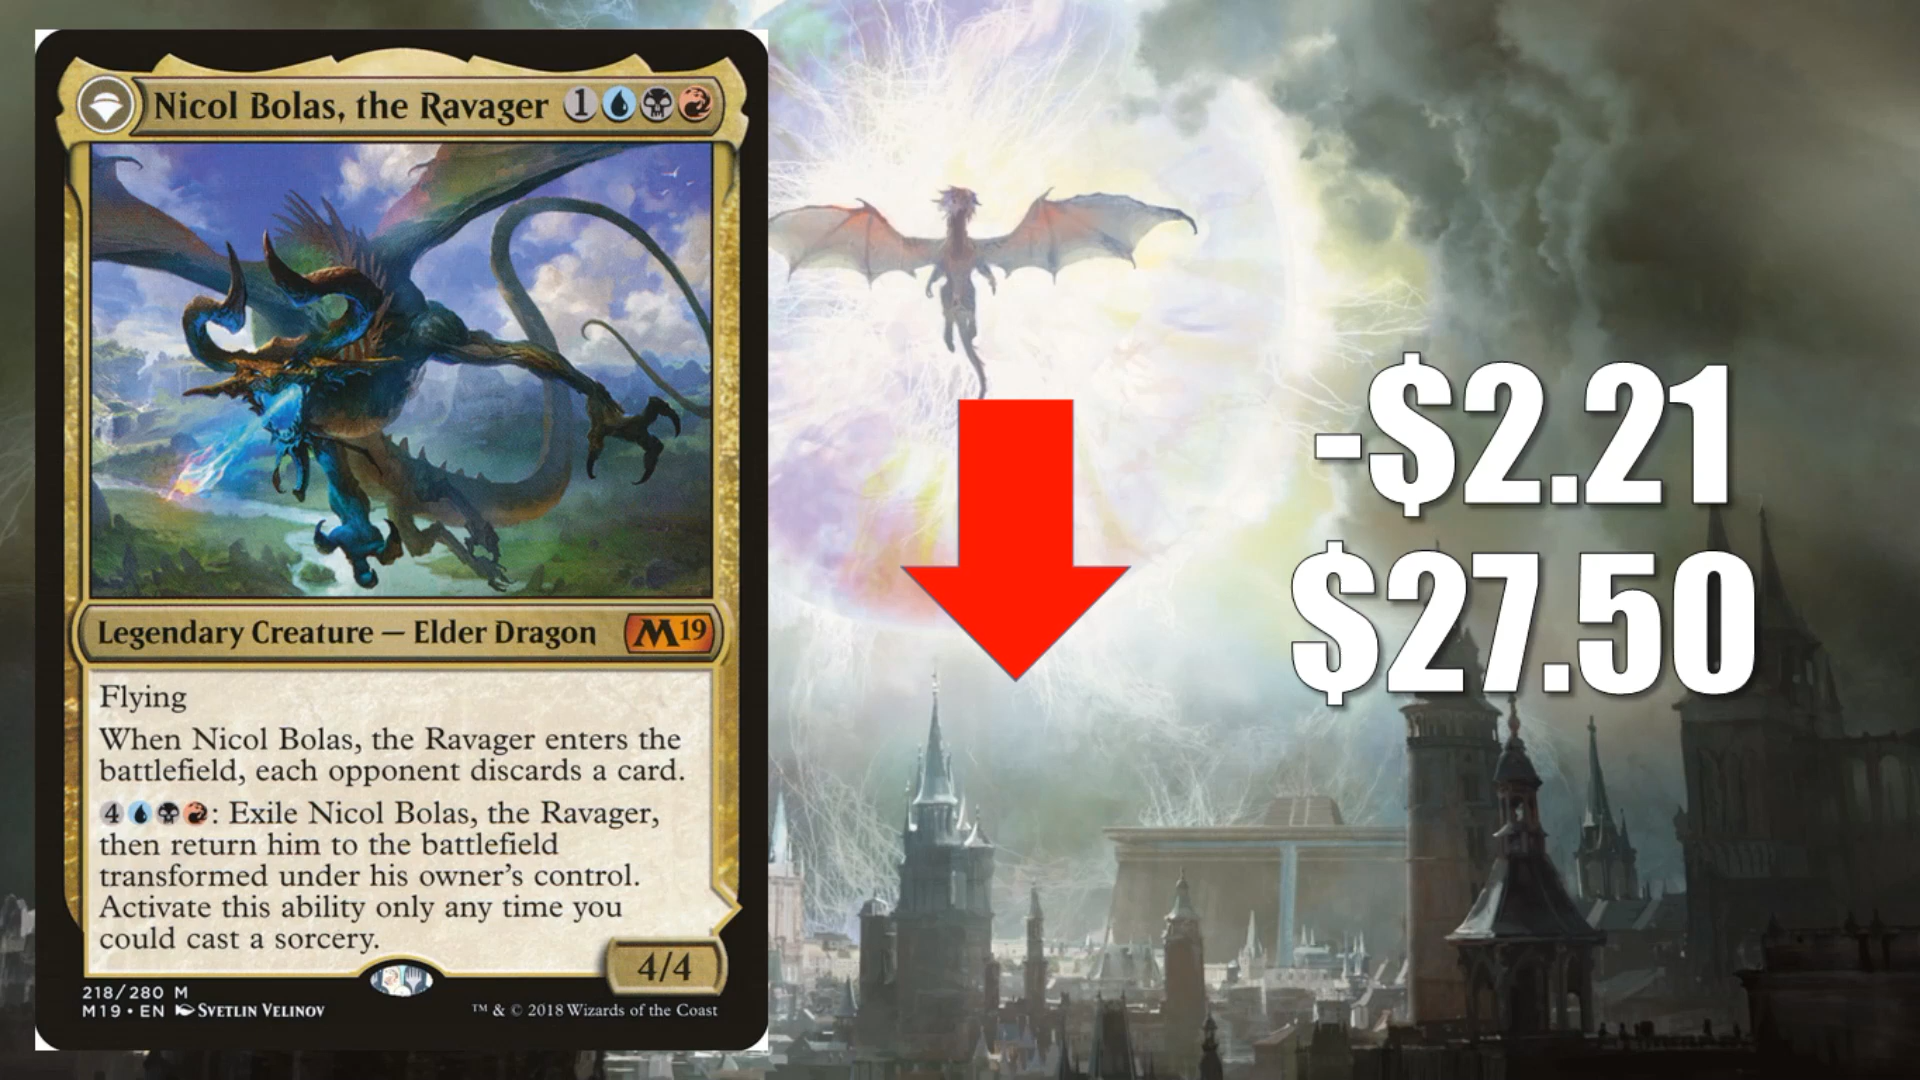 Nicol Bolas, the Ravager 1
Legendary Creature — Elder Dragon M19
Flying
When Nicol Bolas, the Ravager enters the
battlefield, each opponent discards a card.
4 : Exile Nicol Bolas, the Ravager,
then return him to the battlefield
transformed under his owner's control.
Activate this ability only any time you
could cast a sorcery.
4/4
218/280 M
M19 • EN Svetlin Velinov
™ & © 2018 Wizards of the Coast
-$2.21
$27.50